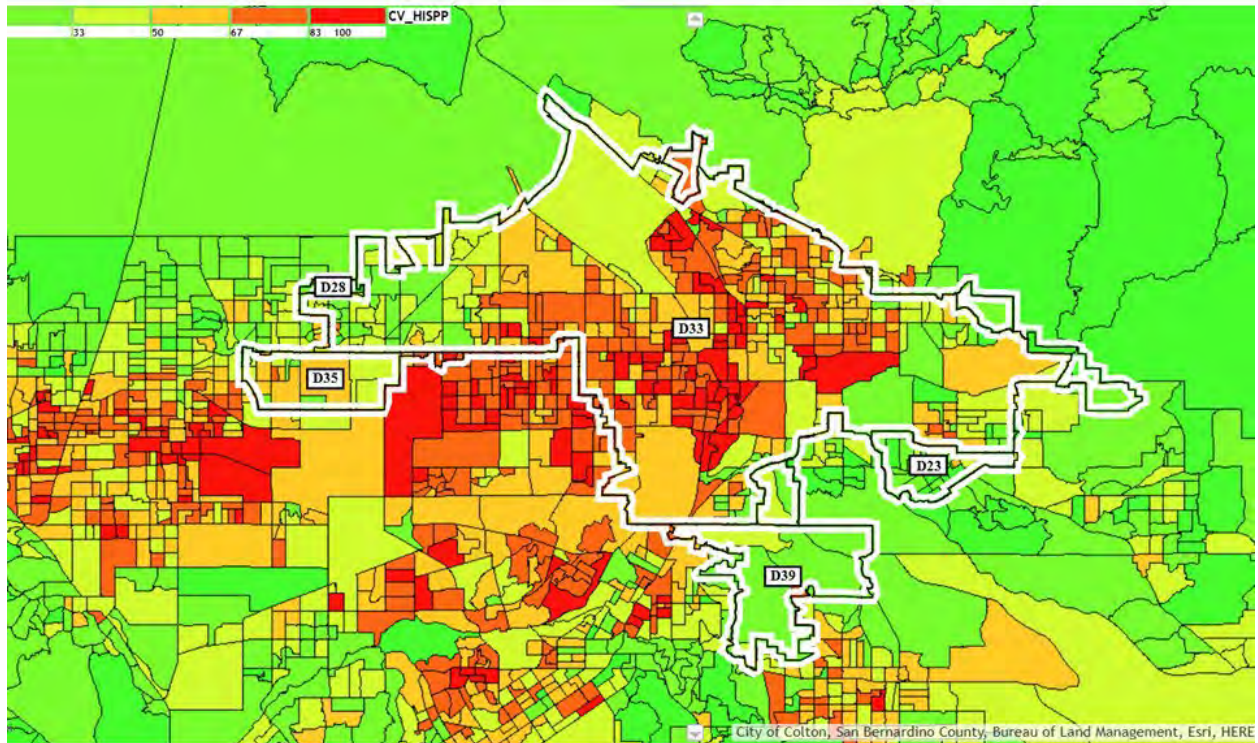 CV_HISPP
33 50 67 83 100
D28
D33
D35
D23
D39
City of Colton, San Bernardino County, Bureau of Land Management, Esri, HERE